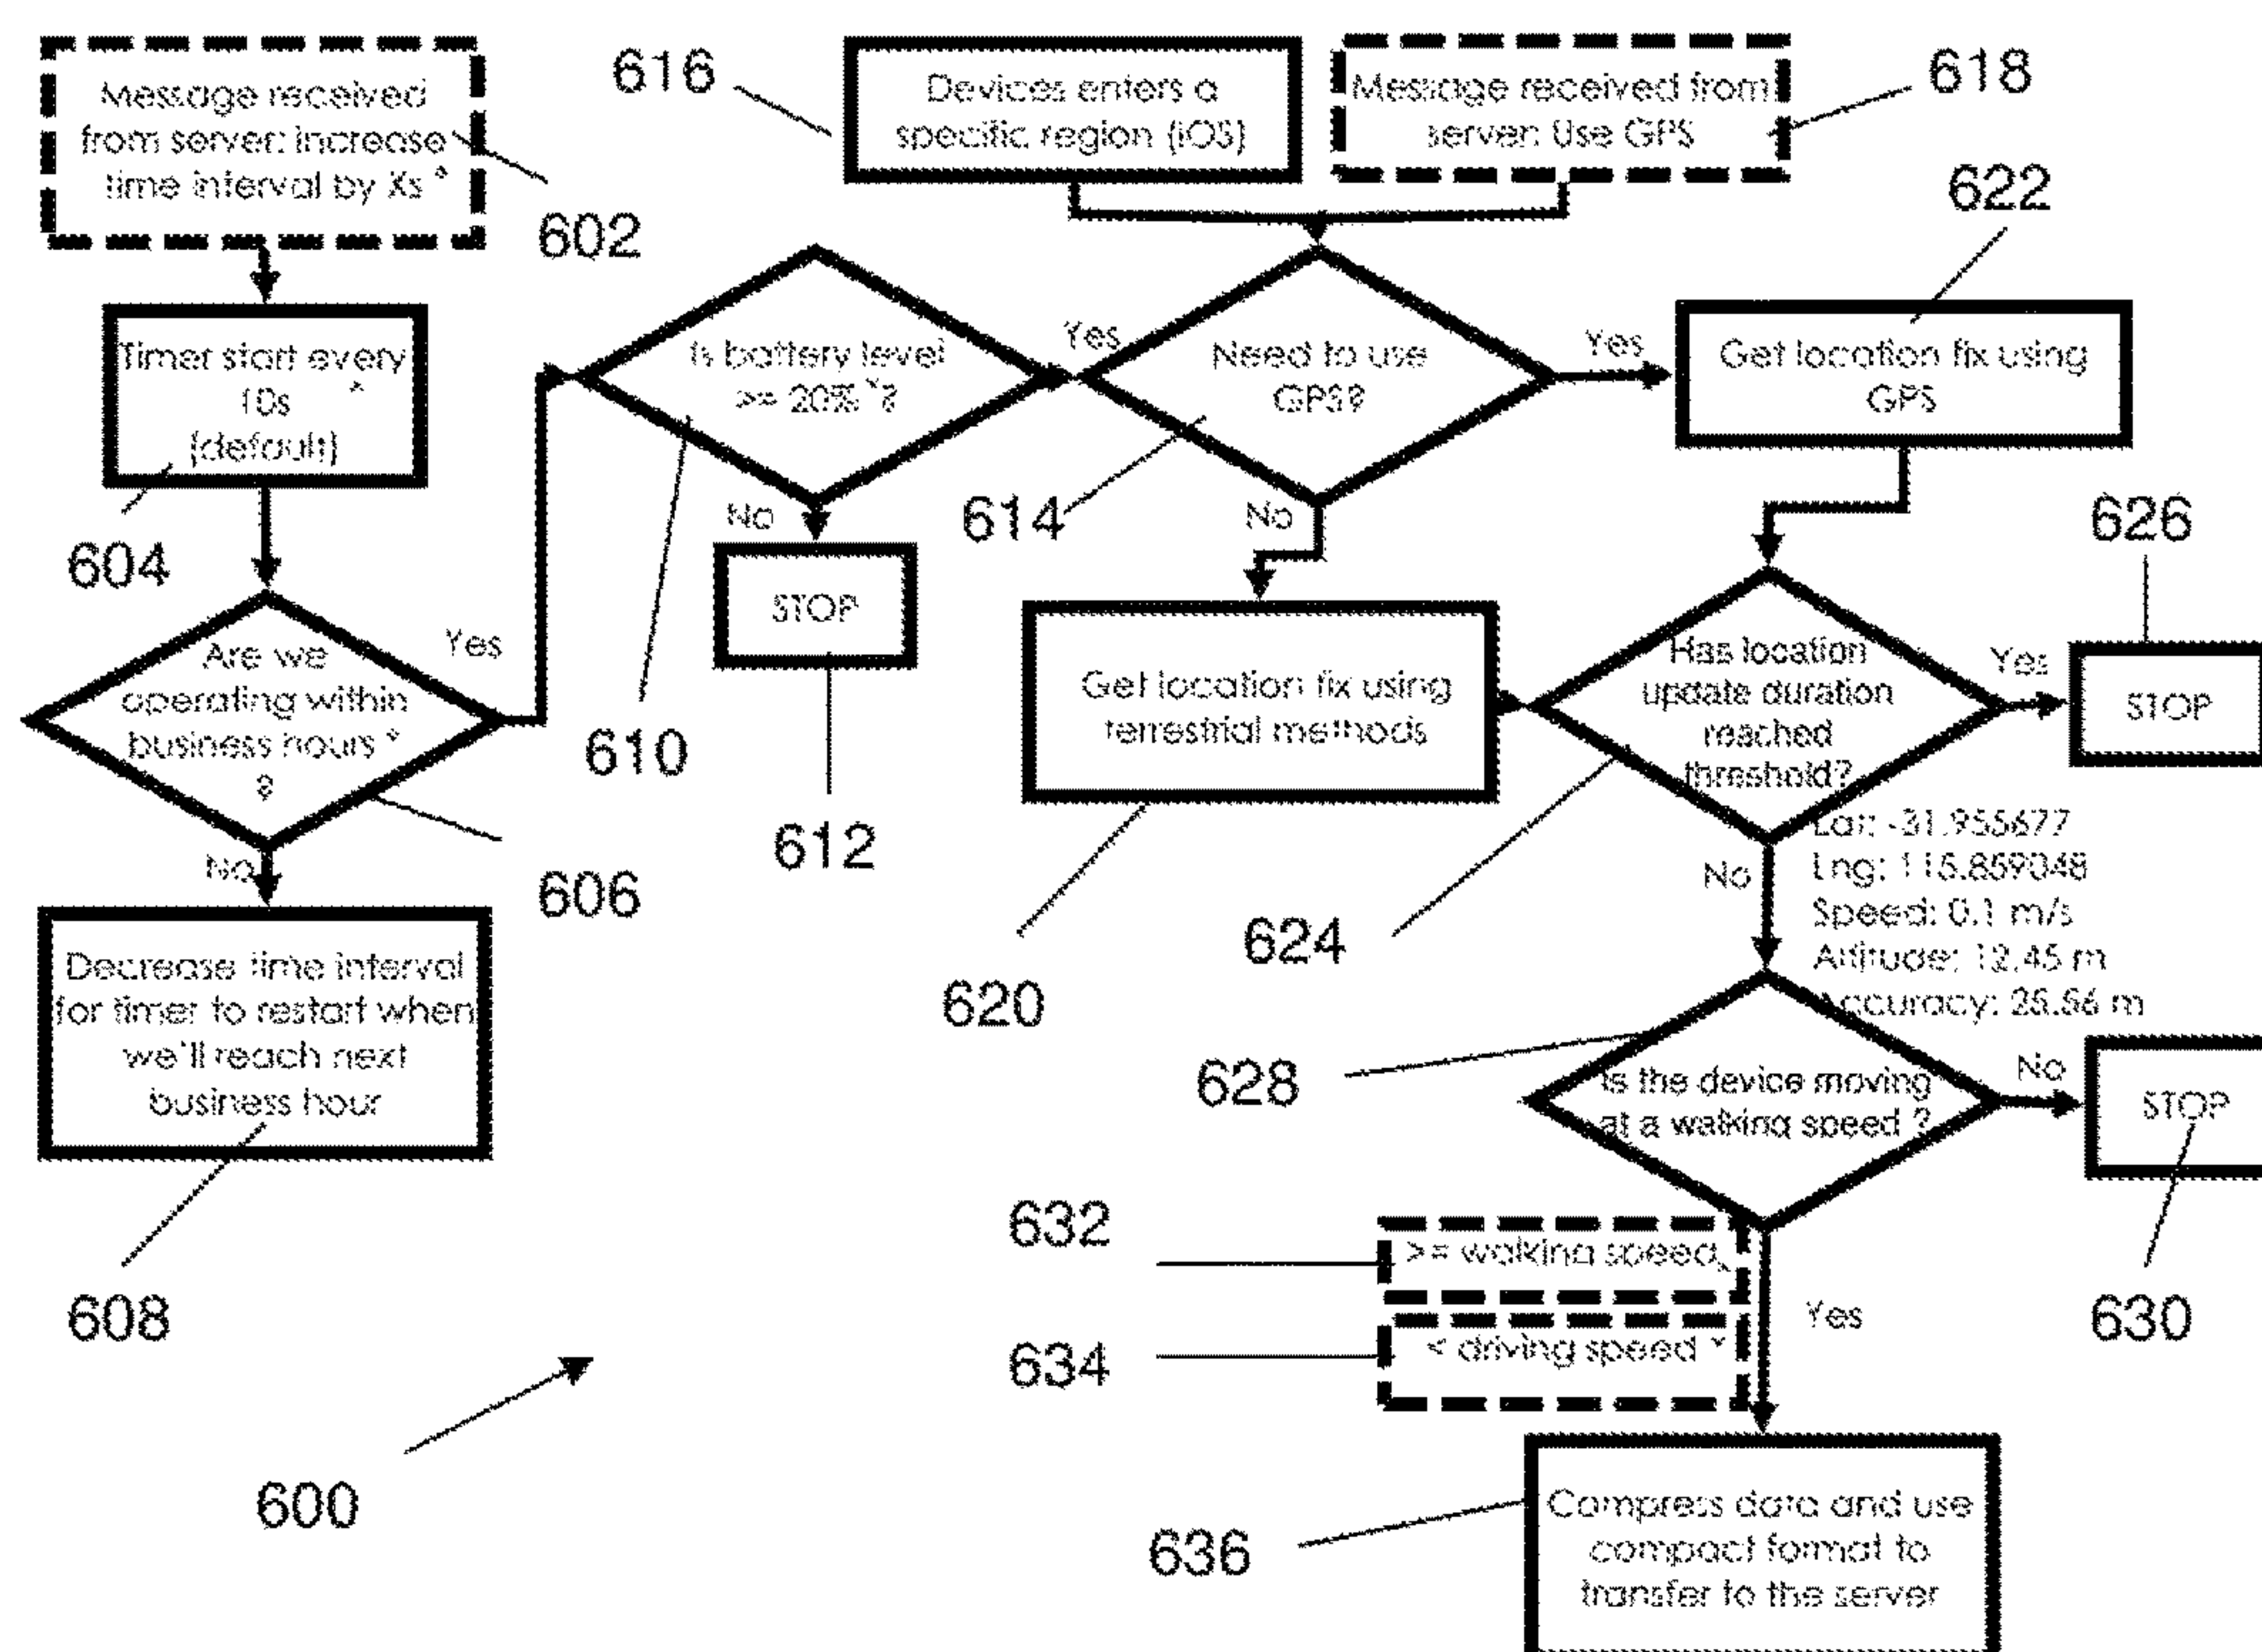 Message received
from server: increase
time interval by Xs *
602
616
Devices enters a
specific region (iOS)
Message received from
server: Use GPS
618
622
Timer start every
10s *
(default)
604
Is battery level
>= 20% *?
Yes
No
610
STOP
612
Need to use
GPS?
Yes
No
614
Get location fix using
GPS
Are we
operating within
business hours *
?
Yes
No
606
Get location fix using
terrestrial methods
620
Has location
update duration
reached
threshold?
Yes
No
624
626
STOP
Lat: -31.955677
Lng: 115.859048
Speed: 0.1 m/s
Altitude: 12.45 m
Accuracy: 28.86 m
Decrease time interval
for timer to restart when
we'll reach next
business hour
608
628
Is the device moving
at a walking speed ?
No
STOP
630
632
>= walking speed
634
< driving speed *
Yes
600
636
Compress data and use
compact format to
transfer to the server